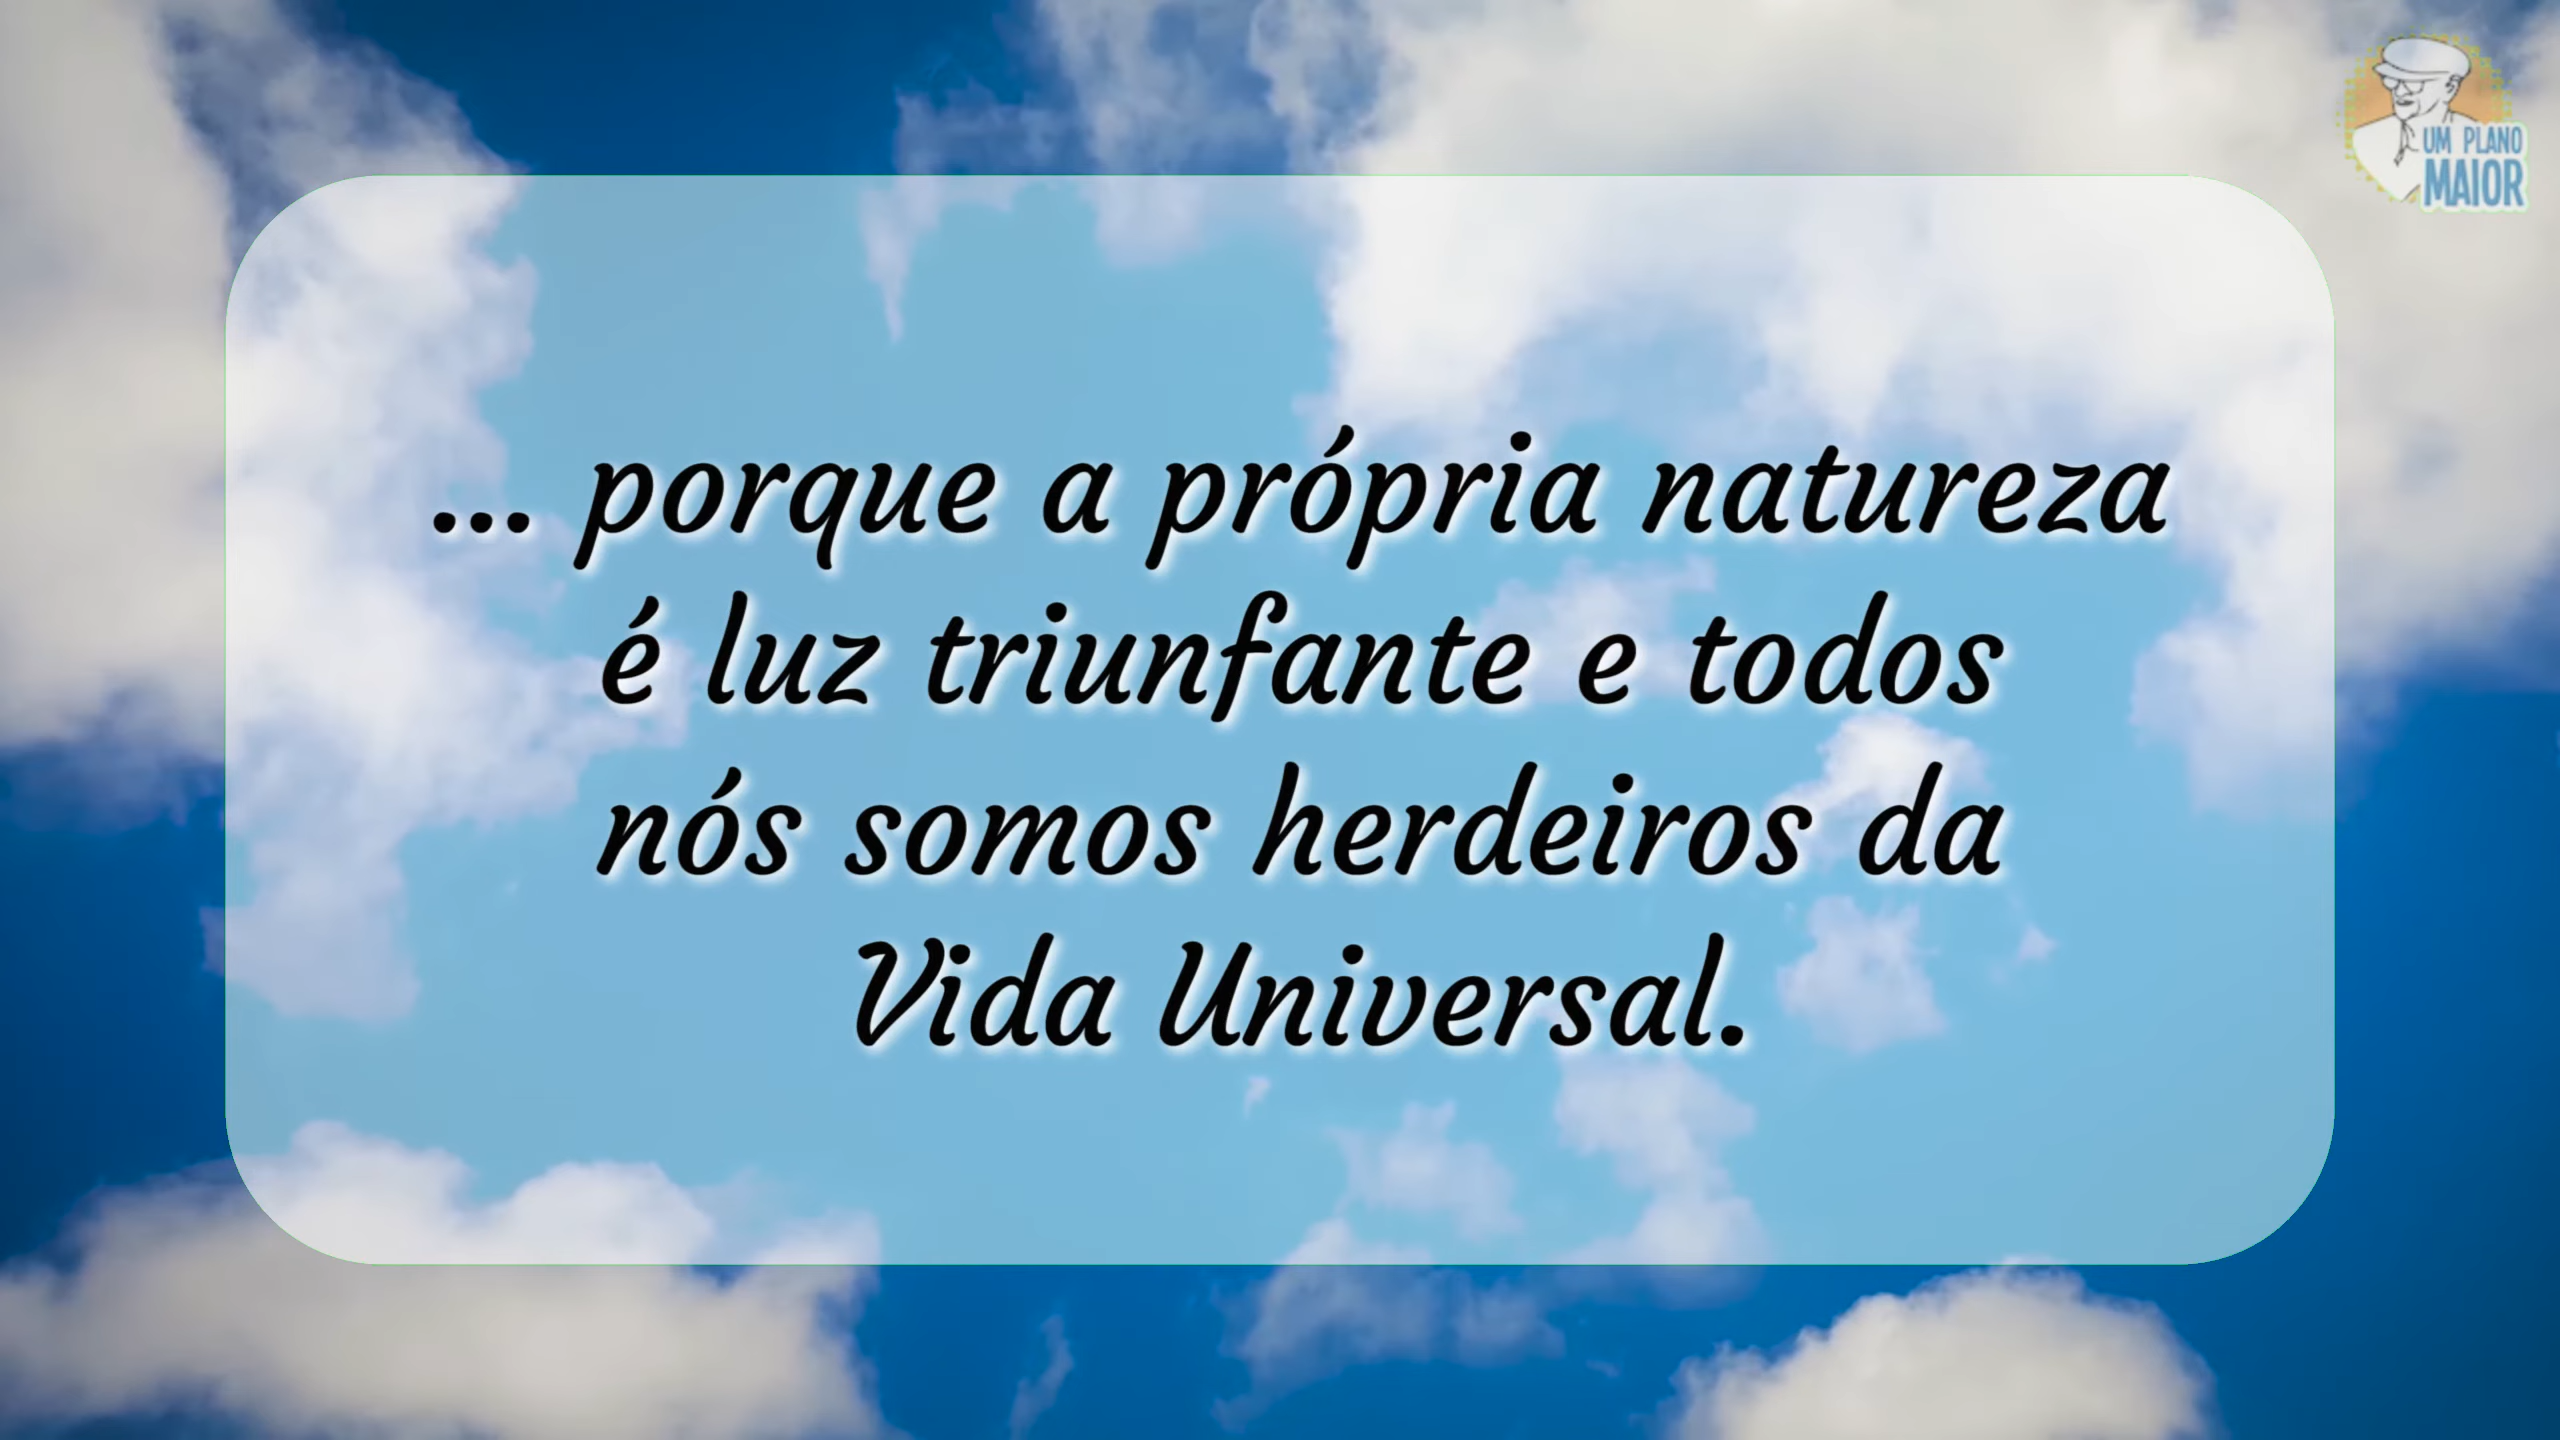 UM PLANO
MAIOR
... porque a própria natureza
é luz triunfante e todos
nós somos herdeiros da
Vida Universal.